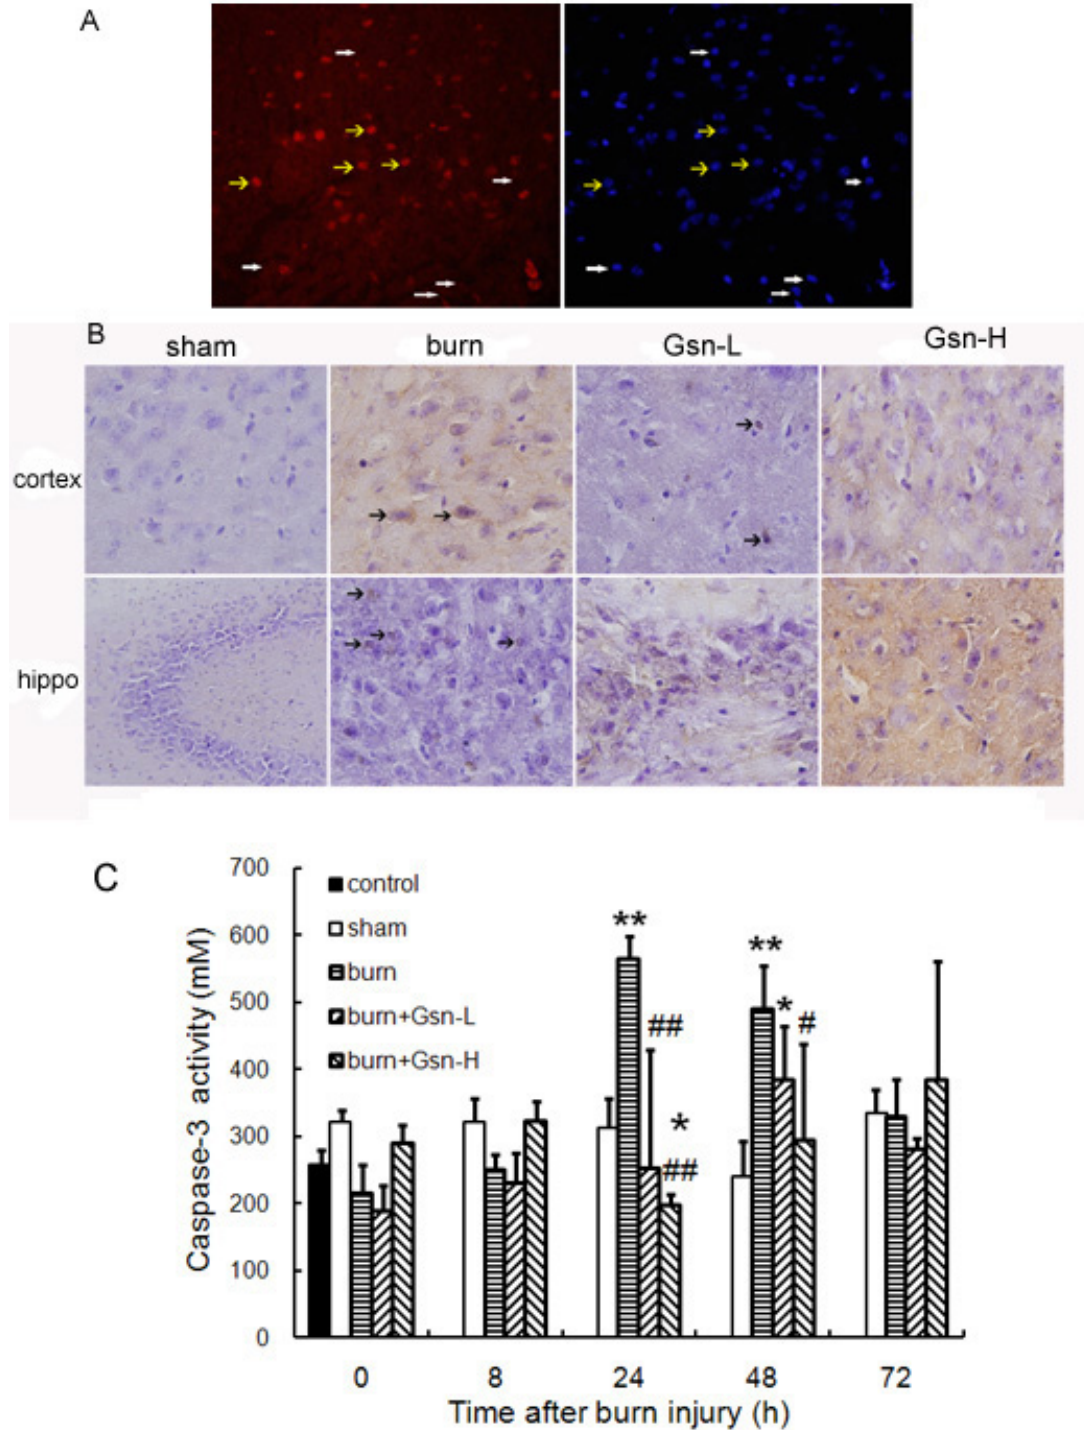 A
B
sham burn Gsn-L Gsn-H
cortex
hippo
C
700
600
500
400
300
200
100
0
Caspase-3 activity (mM)
control
sham
burn
burn+Gsn-L
burn+Gsn-H
**
##
*
##
**
*
#
0 8 24 48 72
Time after burn injury (h)